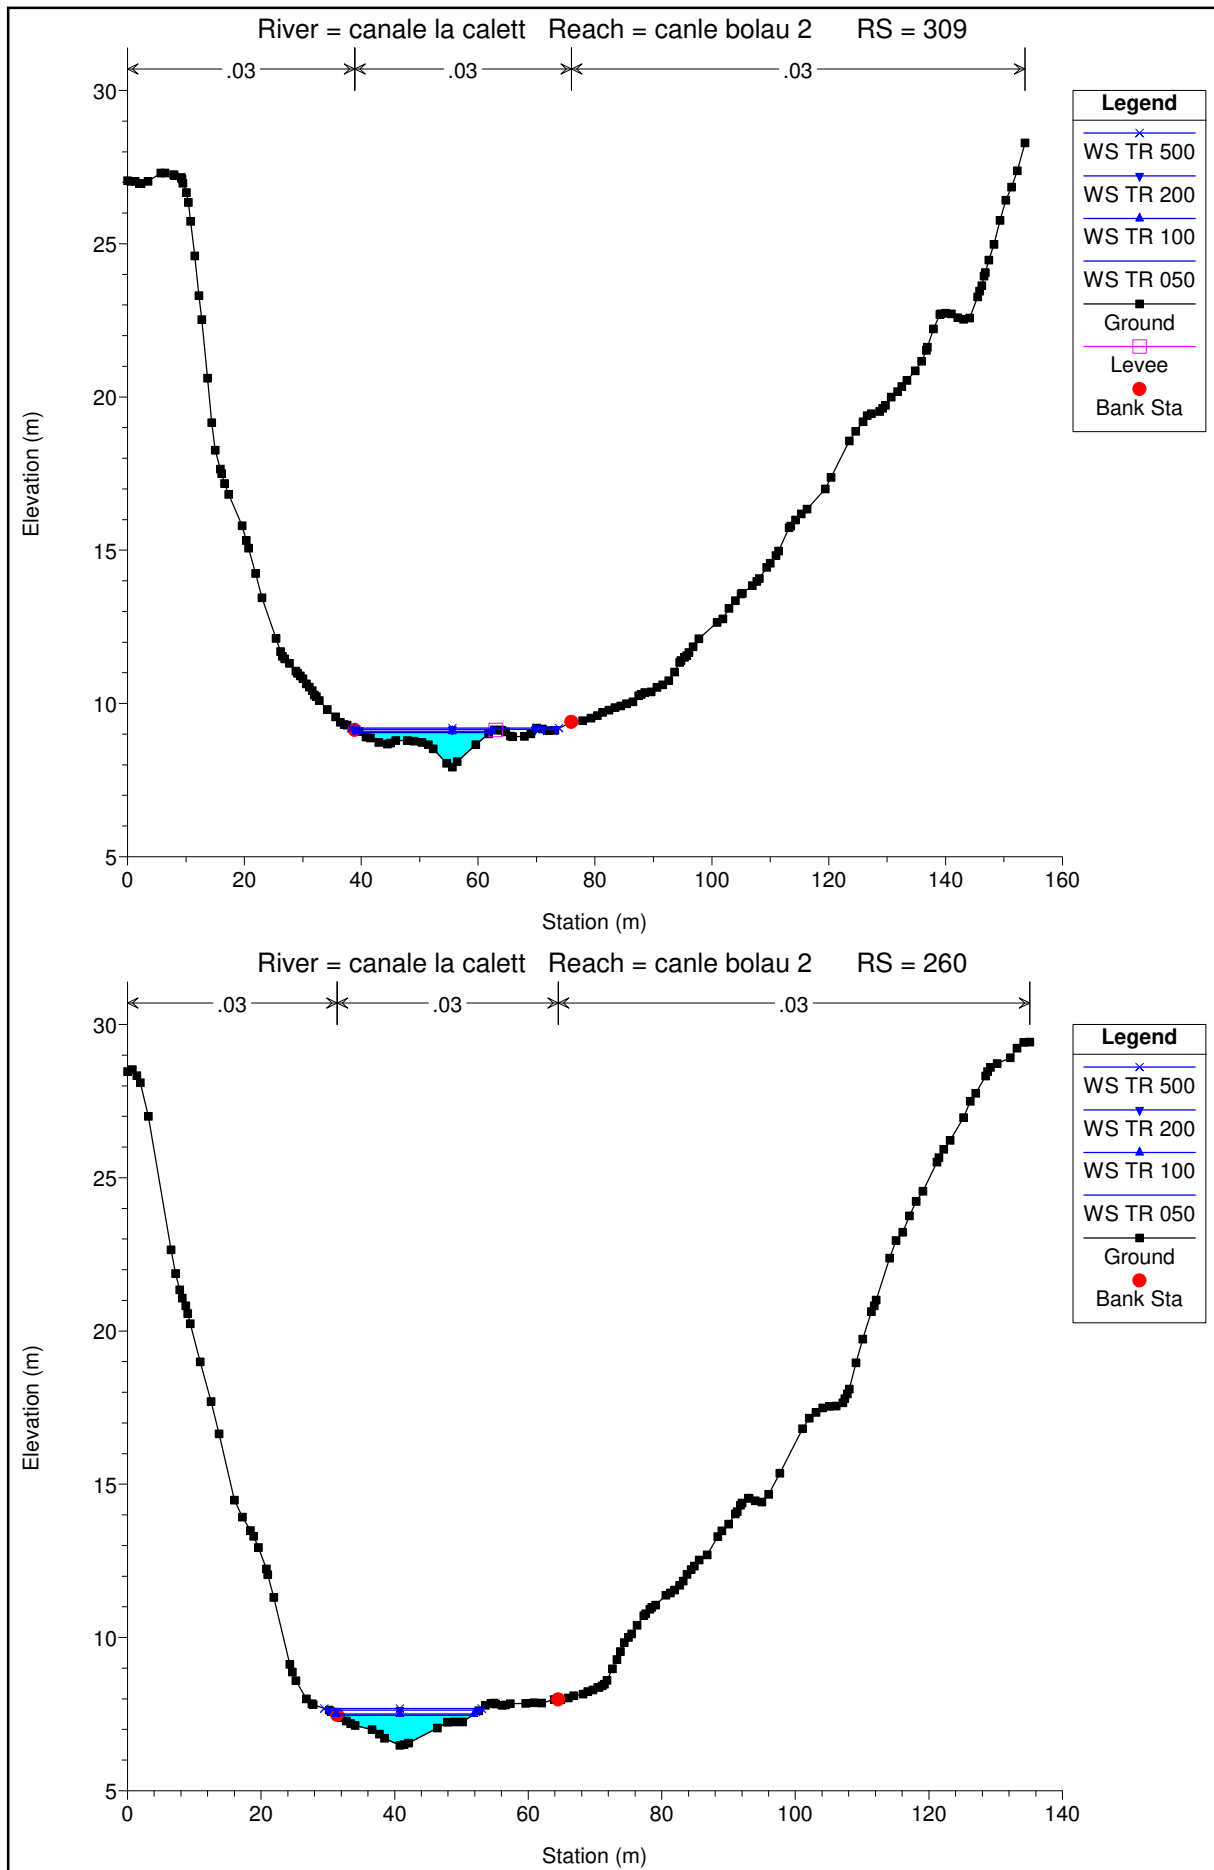 River = canale la calett   Reach = canle bolau 2   RS = 309
.03 .03 .03
30
25
20
15
10
5
Elevation (m)
0 20 40 60 80 100 120 140 160
Station (m)
Legend
WS TR 500
WS TR 200
WS TR 100
WS TR 050
Ground
Levee
Bank Sta
River = canale la calett   Reach = canle bolau 2   RS = 260
.03 .03 .03
30
25
20
15
10
5
Elevation (m)
0 20 40 60 80 100 120 140
Station (m)
Legend
WS TR 500
WS TR 200
WS TR 100
WS TR 050
Ground
Bank Sta